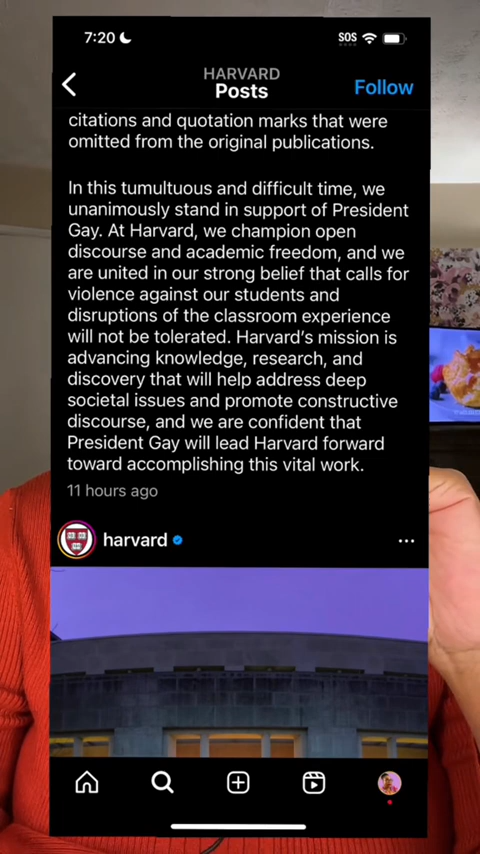 7:20
SOS
HARVARD
Posts
Follow
citations and quotation marks that were
omitted from the original publications.
In this tumultuous and difficult time, we
unanimously stand in support of President
Gay. At Harvard, we champion open
discourse and academic freedom, and we
are united in our strong belief that calls for
violence against our students and
disruptions of the classroom experience
will not be tolerated. Harvard’s mission is
advancing knowledge, research, and
discovery that will help address deep
societal issues and promote constructive
discourse, and we are confident that
President Gay will lead Harvard forward
toward accomplishing this vital work.
11 hours ago
harvard